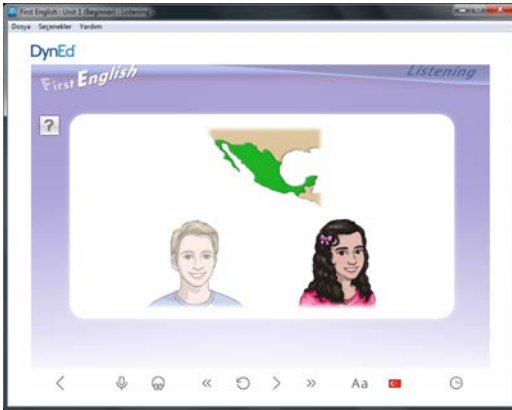 First English : Unit 1 (Beginner) : Listening
Dosya Seçenekler Yardım
DynEd
First English
Listening
?
Aa